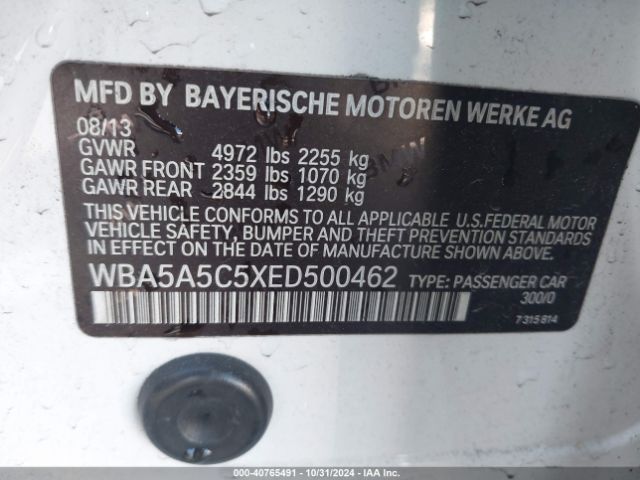 MFD BY BAYERISCHE MOTOREN WERKE AG
08/13
GVWR 4972 lbs 2255 kg
GAWR FRONT 2359 lbs 1070 kg
GAWR REAR 2844 lbs 1290 kg
THIS VEHICLE CONFORMS TO ALL APPLICABLE U.S.FEDERAL MOTOR
VEHICLE SAFETY, BUMPER AND THEFT PREVENTION STANDARDS
IN EFFECT ON THE DATE OF MANUFACTURE SHOWN ABOVE.
WBA5A5C5XED500462 TYPE: PASSENGER CAR
300/0
7315814
000-40765491 - 10/31/2024 - IAAI.COM